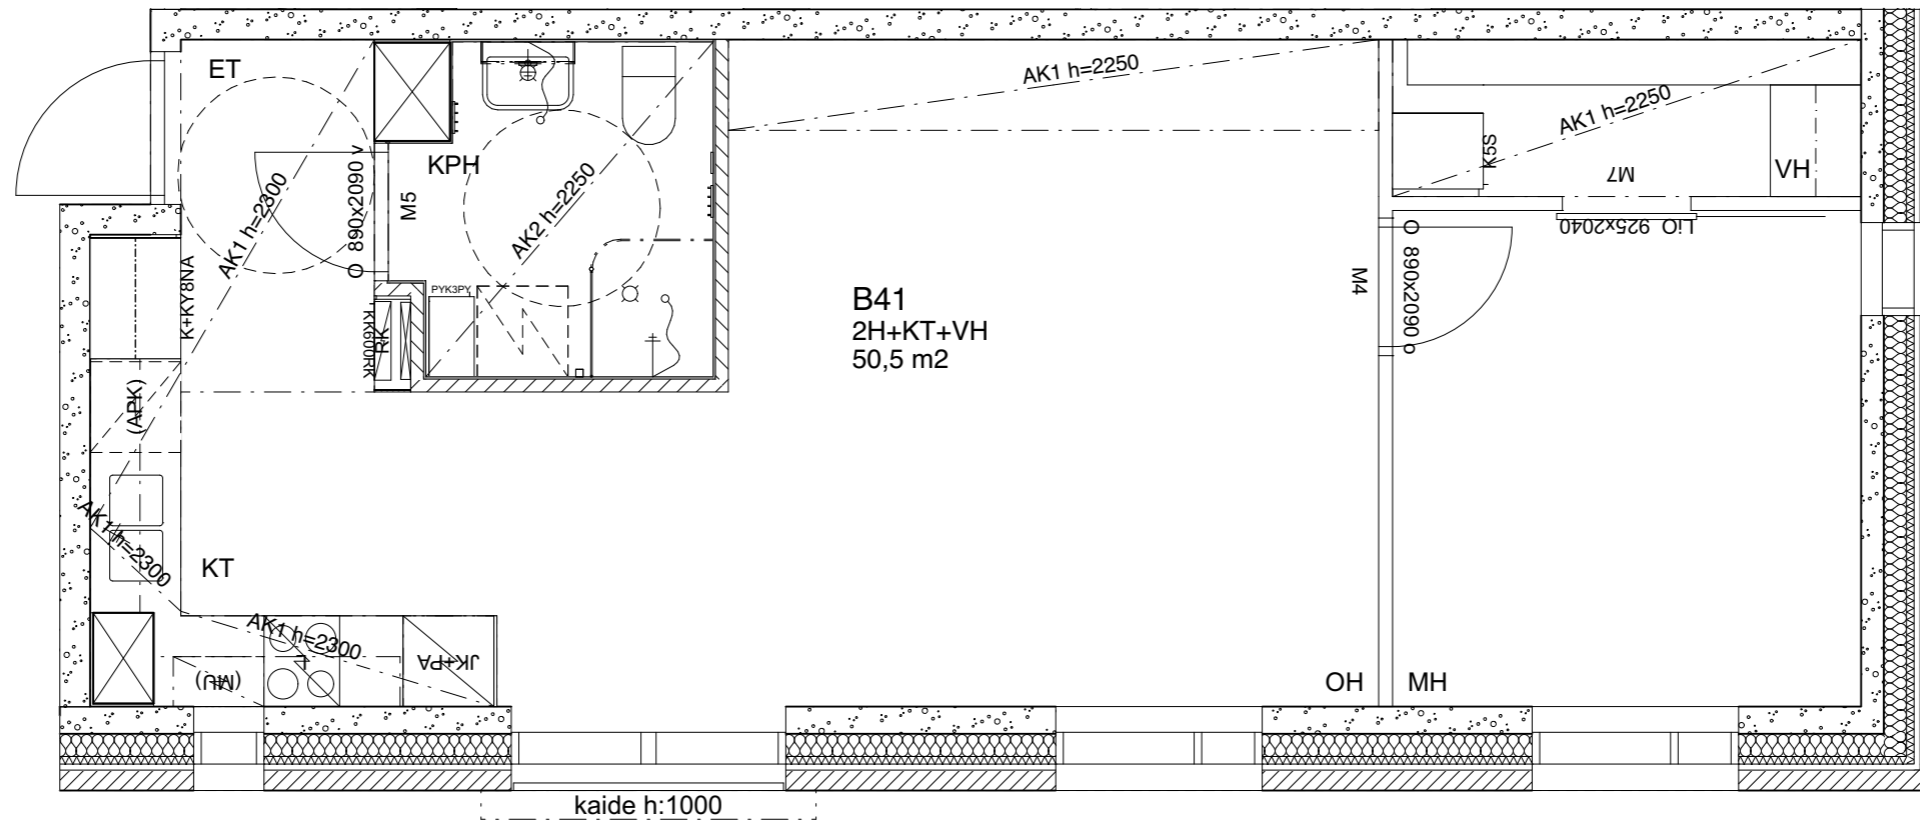 ET
AK1 h=2300
O 890x2090 v
M5
KPH
AK2 h=2250
AK1 h=2250
AK1 h=2250
K5S
M7
VH
LiO 925x2040
K+KY8NA
KK600RK
RK
PYK3PY
B41
2H+KT+VH
50,5 m2
M4
O 890x2090 o
(APK)
AK1 h=2300
KT
AK1 h=2300
(MU)
JK+PA
OH
MH
kaide h:1000